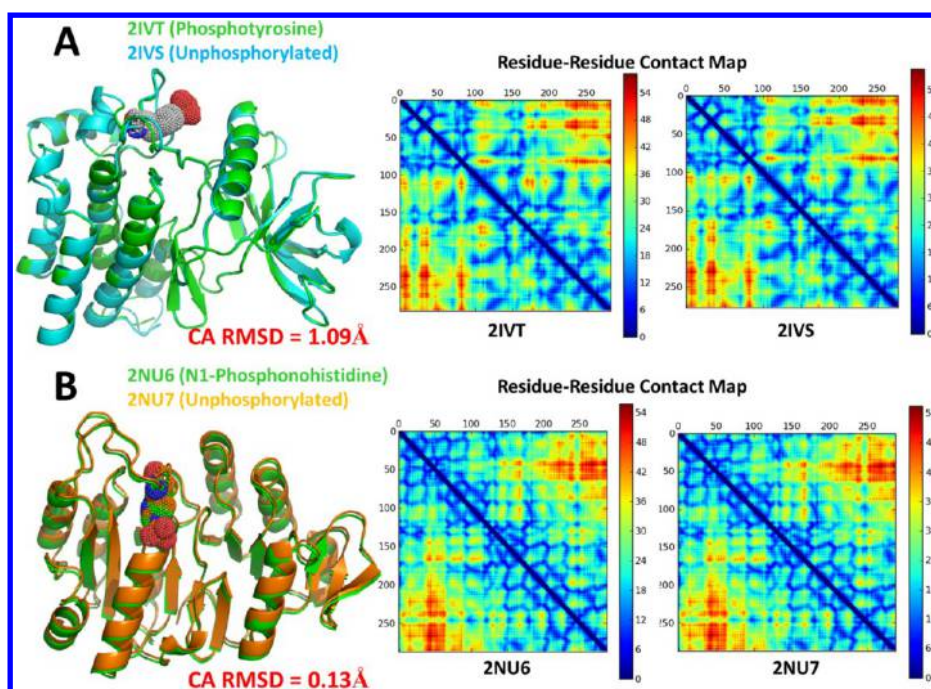 A
2IVT (Phosphotyrosine)
2IVS (Unphosphorylated)
Residue-Residue Contact Map
0 50 100 150 200 250
0 50 100 150 200 250
0
50
100
150
200
250
54
48
42
36
30
24
18
12
6
0
0
50
100
150
200
250
CA RMSD = 1.09Å
2IVT
2IVS
B
2NU6 (N1-Phosphonohistidine)
2NU7 (Unphosphorylated)
Residue-Residue Contact Map
0 50 100 150 200 250
0 50 100 150 200 250
0
50
100
150
200
250
54
48
42
36
30
24
18
12
6
0
0
50
100
150
200
CA RMSD = 0.13Å
2NU6
2NU7